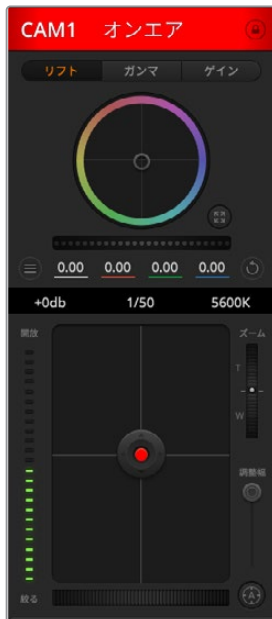 CAM1 オンエア
リフト ガンマ ゲイン
0.00 0.00 0.00 0.00
+0db 1/50 5600K
開放 ズーム
T
W
調整幅
絞る A